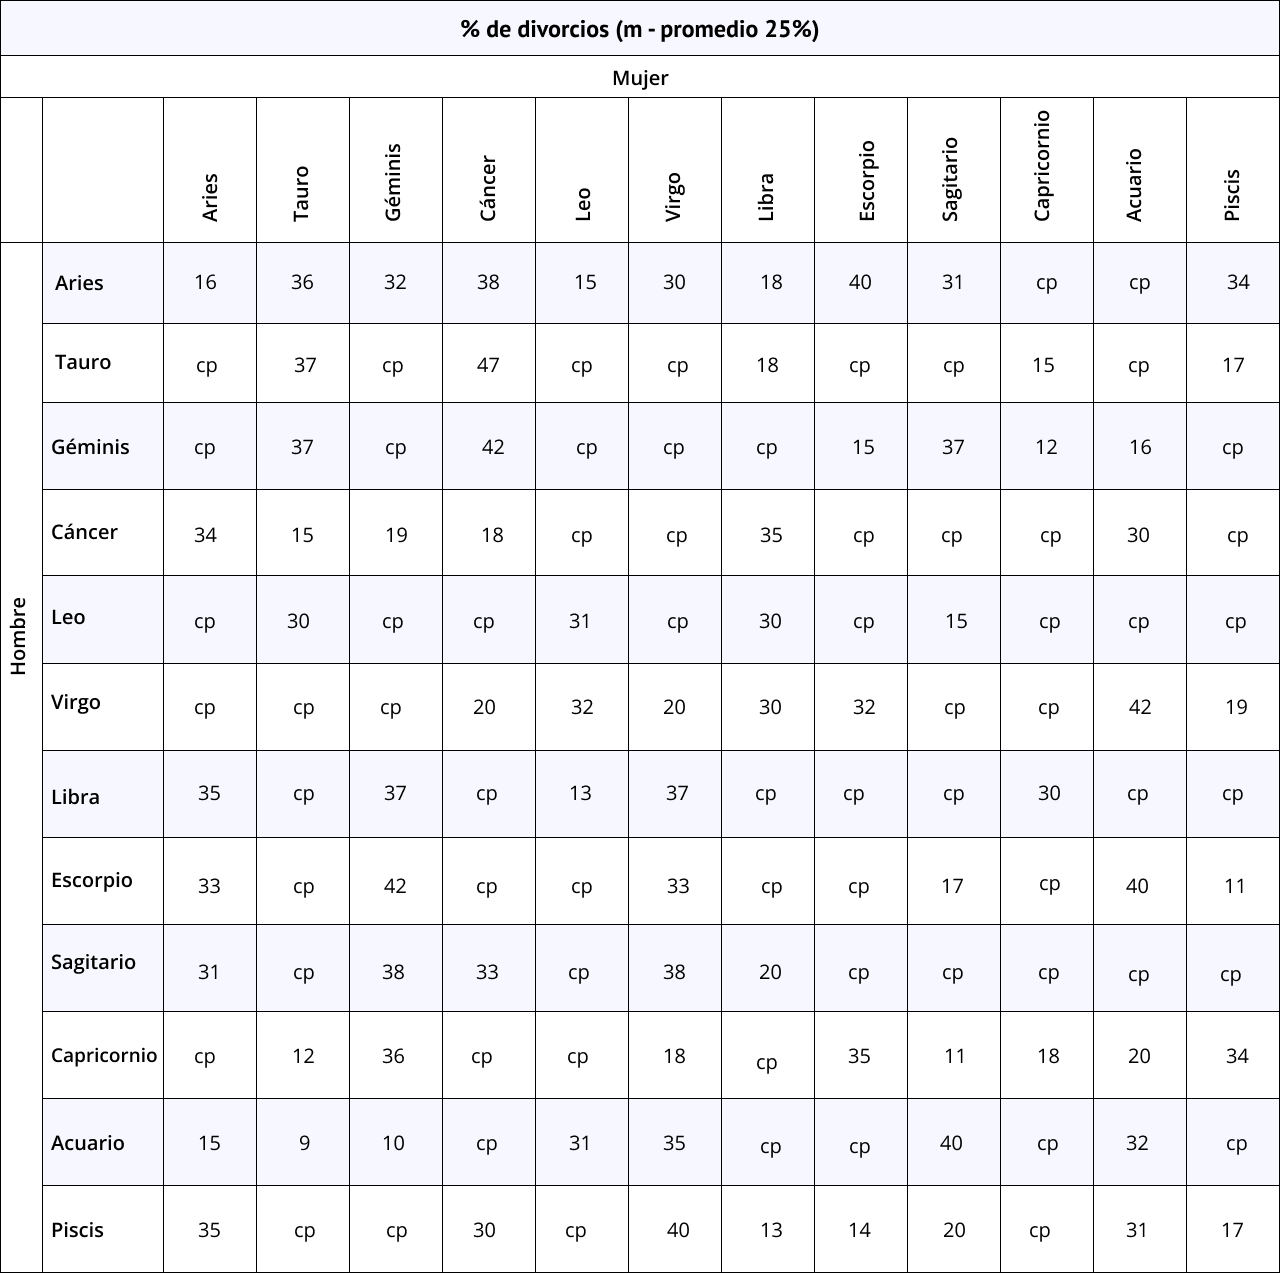 % de divorcios (m - promedio 25%)
Mujer
Aries Tauro Géminis Cáncer Leo Virgo Libra Escorpio Sagitario Capricornio Acuario Piscis
Hombre
Aries 16 36 32 38 15 30 18 40 31 cp cp 34
Tauro cp 37 cp 47 cp cp 18 cp cp 15 cp 17
Géminis cp 37 cp 42 cp cp cp 15 37 12 16 cp
Cáncer 34 15 19 18 cp cp 35 cp cp cp 30 cp
Leo cp 30 cp cp 31 cp 30 cp 15 cp cp cp
Virgo cp cp cp 20 32 20 30 32 cp cp 42 19
Libra 35 cp 37 cp 13 37 cp cp cp 30 cp cp
Escorpio 33 cp 42 cp cp 33 cp cp 17 cp 40 11
Sagitario 31 cp 38 33 cp 38 20 cp cp cp cp cp
Capricornio cp 12 36 cp cp 18 cp 35 11 18 20 34
Acuario 15 9 10 cp 31 35 cp cp 40 cp 32 cp
Piscis 35 cp cp 30 cp 40 13 14 20 cp 31 17